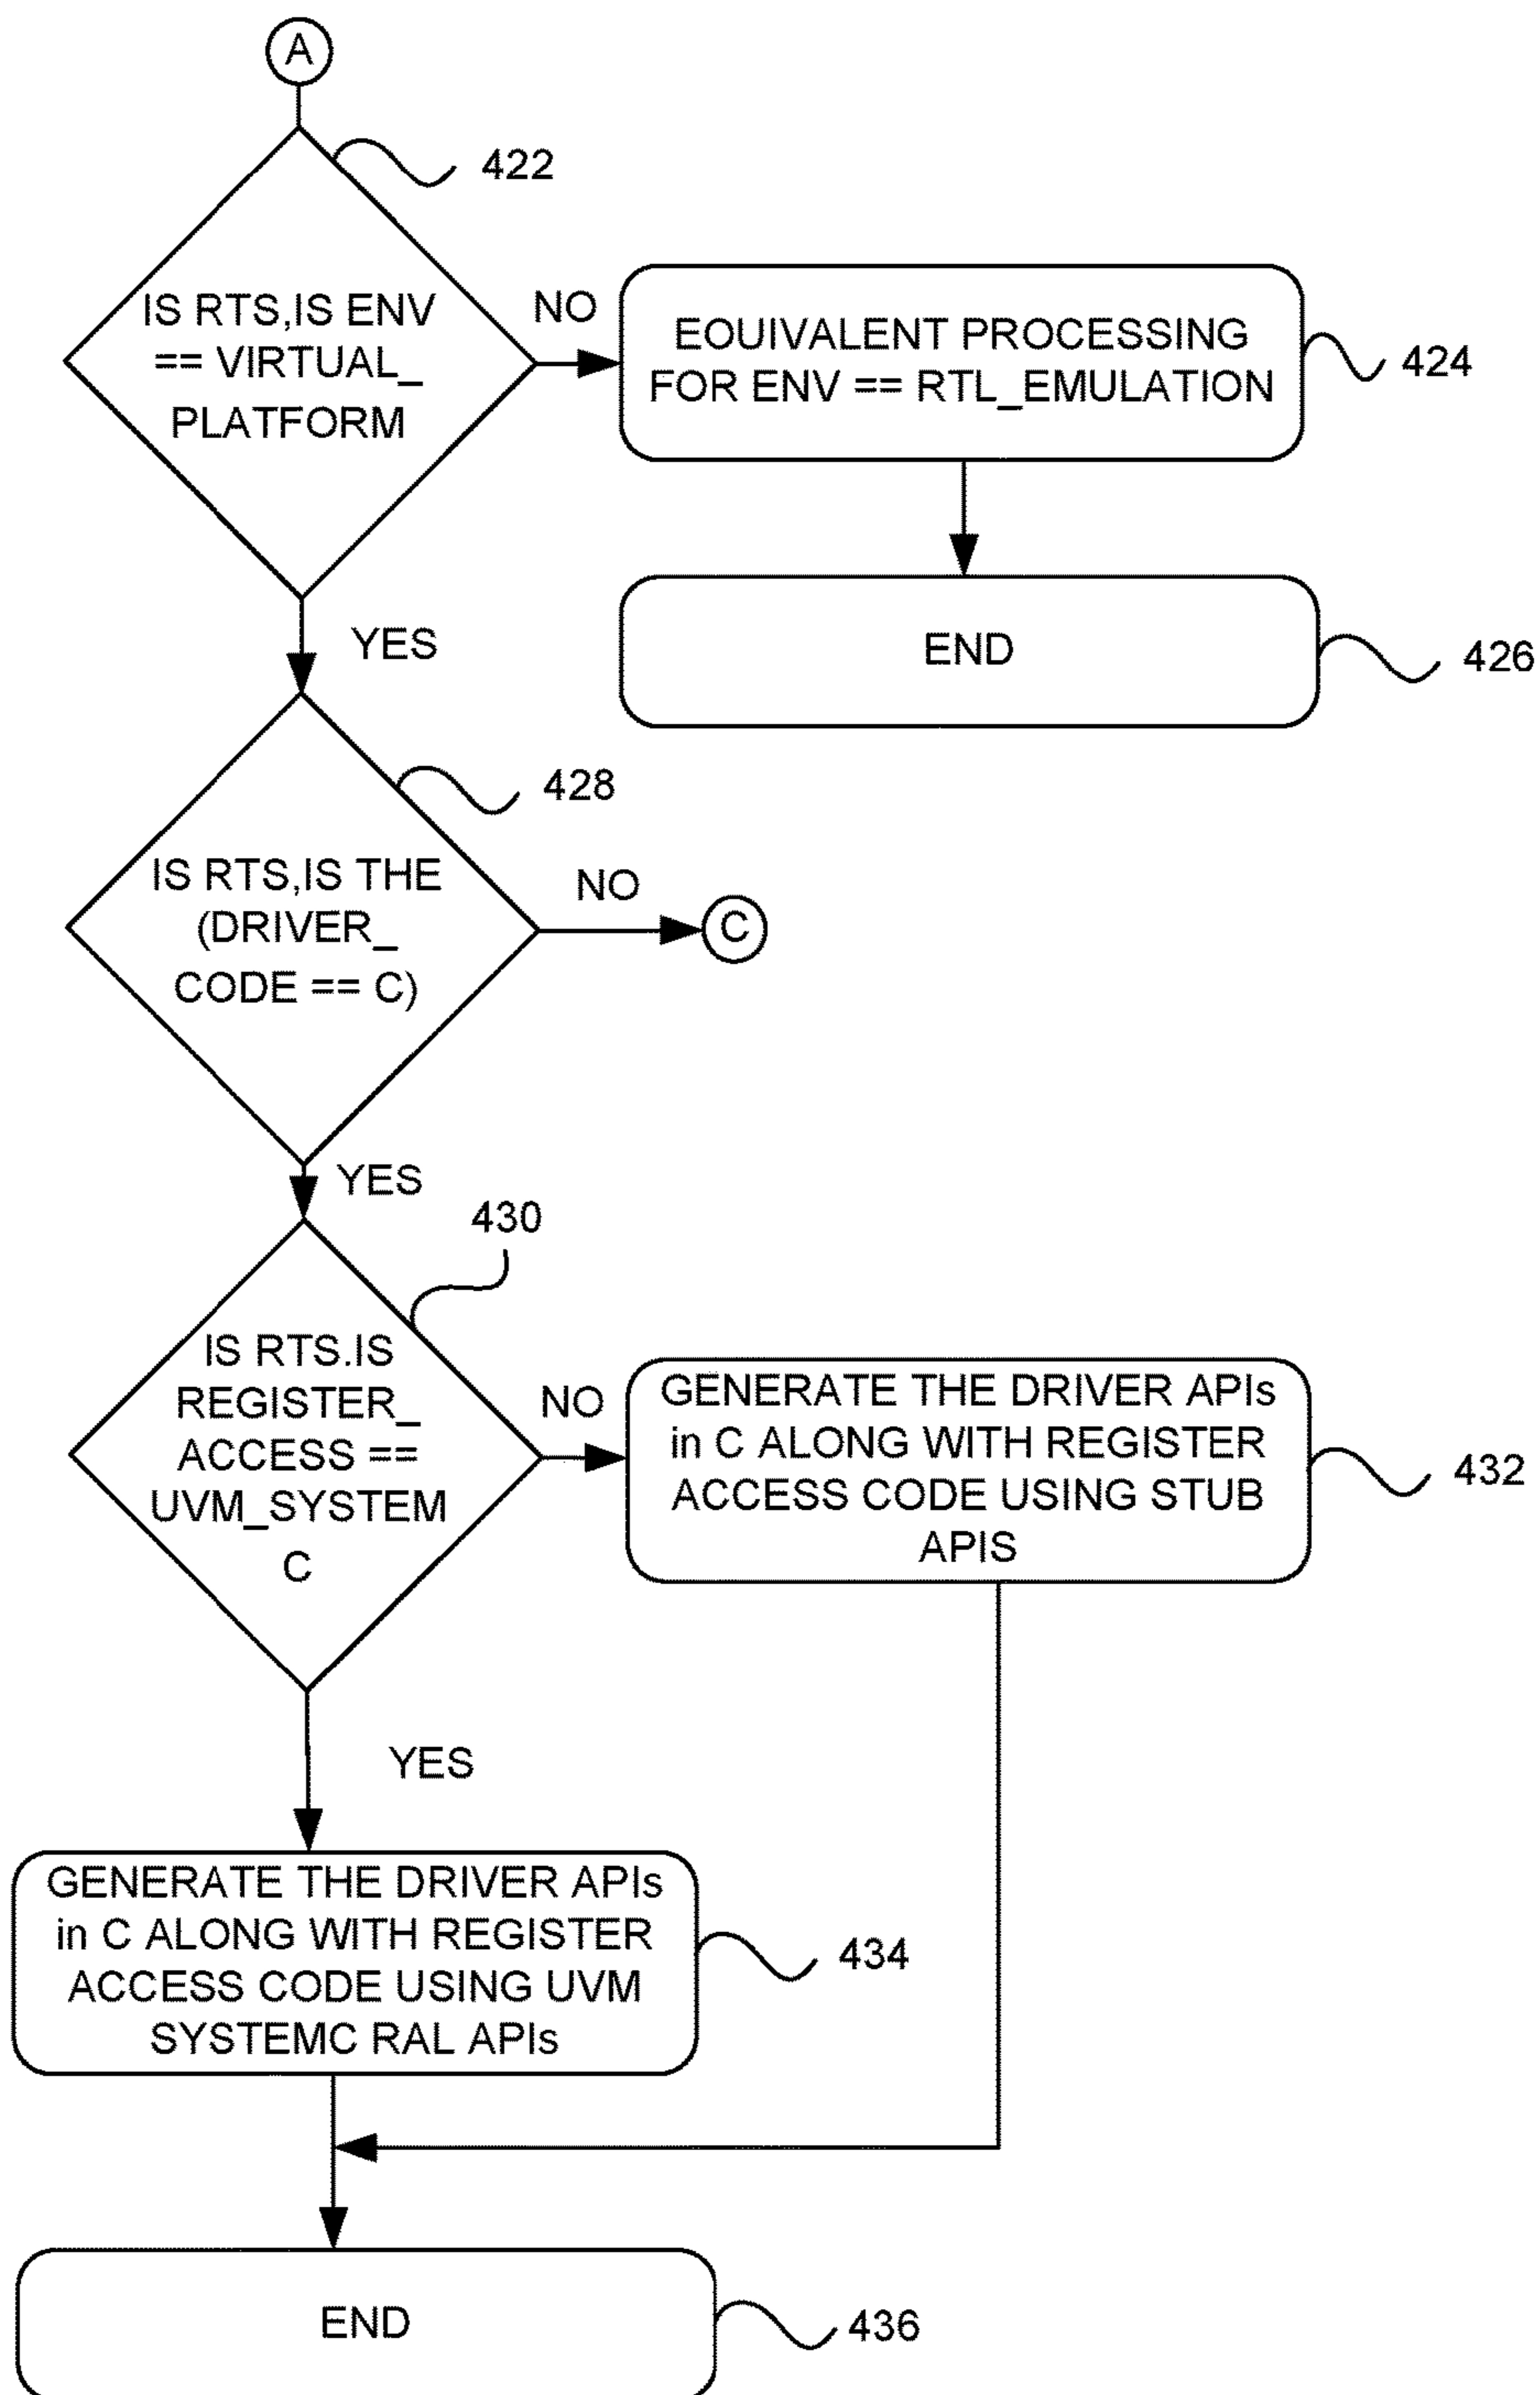 A
422
IS RTS,IS ENV
== VIRTUAL_
PLATFORM
NO
EOUIVALENT PROCESSING
FOR ENV == RTL_EMULATION
424
YES
END
426
428
IS RTS,IS THE
(DRIVER_
CODE == C)
NO
C
YES
430
IS RTS.IS
REGISTER_
ACCESS ==
UVM_SYSTEM
C
NO
GENERATE THE DRIVER APIs
in C ALONG WITH REGISTER
ACCESS CODE USING STUB
APIS
432
YES
GENERATE THE DRIVER APIs
in C ALONG WITH REGISTER
ACCESS CODE USING UVM
SYSTEMC RAL APIs
434
END
436